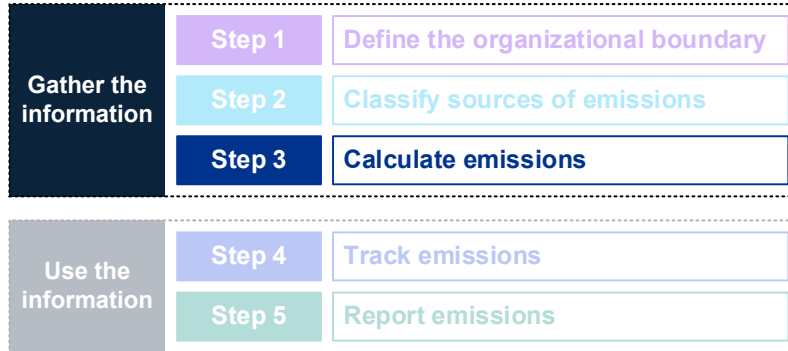 Gather the
information
Step 1
Define the organizational boundary
Step 2
Classify sources of emissions
Step 3
Calculate emissions
Use the
information
Step 4
Track emissions
Step 5
Report emissions